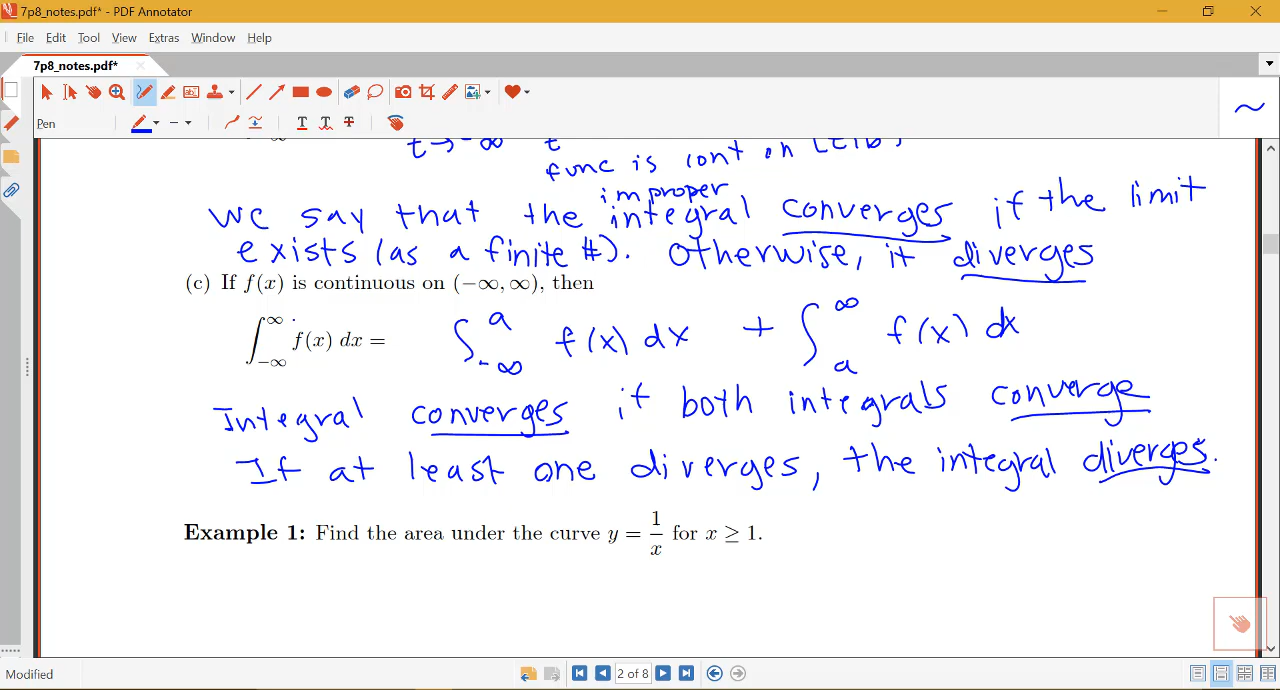 7p8_notes.pdf* - PDF Annotator
File Edit Tool View Extras Window Help
7p8_notes.pdf*
Pen
t→-∞ t
func is cont on [t,b]
improper
We say that the integral converges if the limit
exists (as a finite #). Otherwise, it diverges
(c) If f(x) is continuous on (−∞, ∞), then
∫_{−∞}^{∞} f(x) dx = ∫_{-∞}^{a} f(x) dx + ∫_{a}^{∞} f(x) dx
Integral converges if both integrals converge
If at least one diverges, the integral diverges.
Example 1: Find the area under the curve y = 1/x for x ≥ 1.
Modified
2 of 8